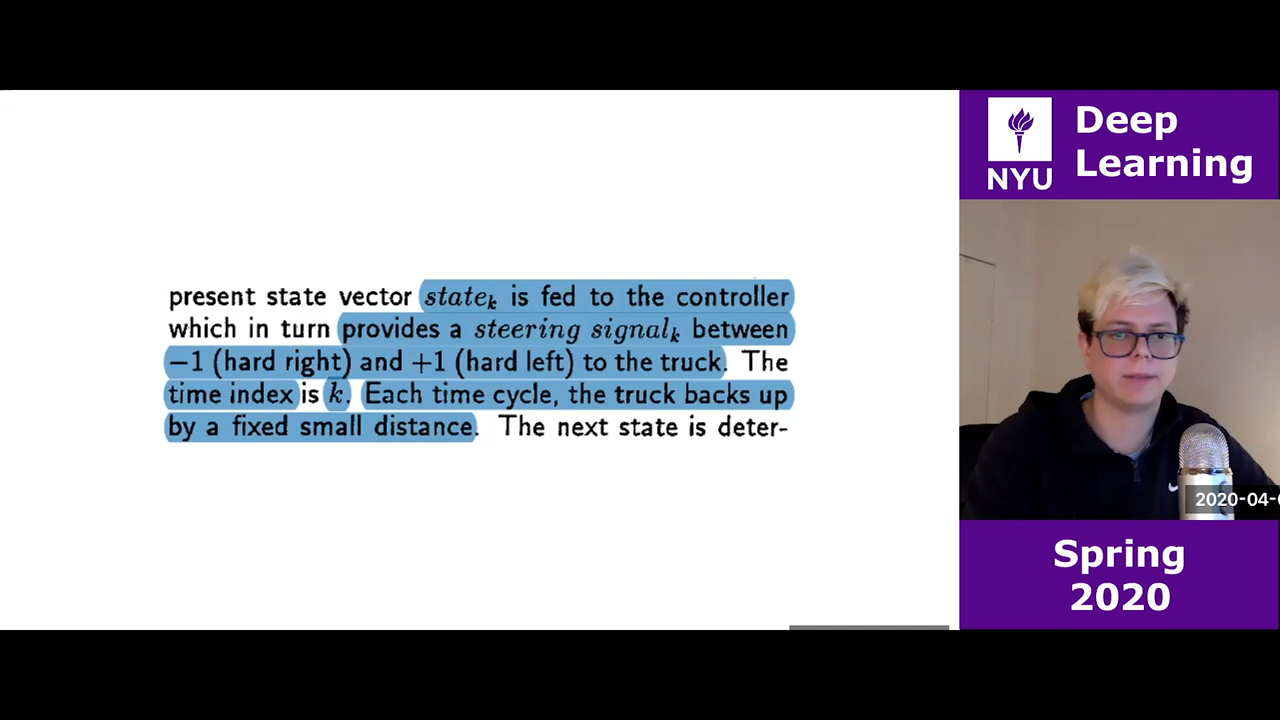 present state vector stateₖ is fed to the controller
which in turn provides a steering signalₖ between
−1 (hard right) and +1 (hard left) to the truck. The
time index is k. Each time cycle, the truck backs up
by a fixed small distance. The next state is deter-
NYU
Deep
Learning
2020-04-
Spring
2020